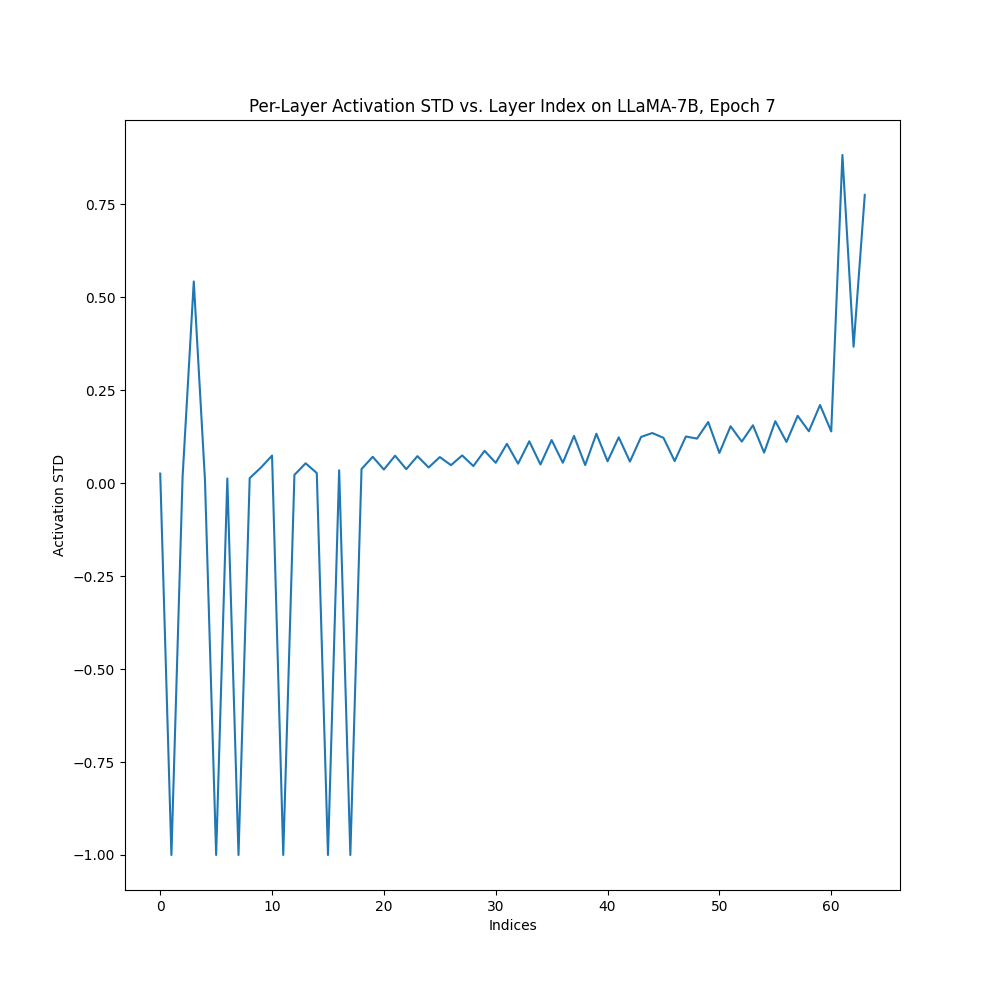 Per-Layer Activation STD vs. Layer Index on LLaMA-7B, Epoch 7
0.75
0.50
0.25
0.00
−0.25
−0.50
−0.75
−1.00
Activation STD
0 10 20 30 40 50 60
Indices